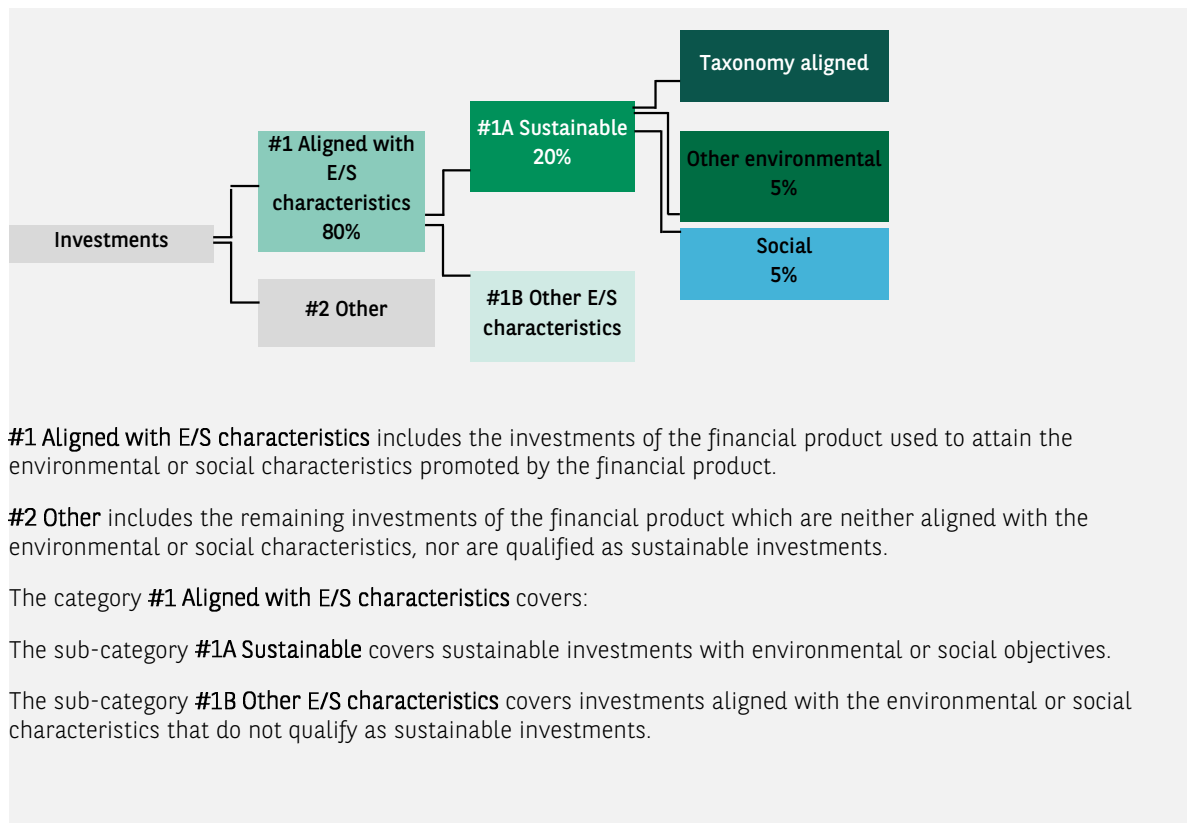 Taxonomy aligned
#1A Sustainable
20%
#1 Aligned with
E/S
characteristics
80%
Other environmental
5%
Investments
Social
5%
#2 Other
#1B Other E/S
characteristics
#1 Aligned with E/S characteristics includes the investments of the financial product used to attain the
environmental or social characteristics promoted by the financial product.
#2 Other includes the remaining investments of the financial product which are neither aligned with the
environmental or social characteristics, nor are qualified as sustainable investments.
The category #1 Aligned with E/S characteristics covers:
The sub-category #1A Sustainable covers sustainable investments with environmental or social objectives.
The sub-category #1B Other E/S characteristics covers investments aligned with the environmental or social
characteristics that do not qualify as sustainable investments.